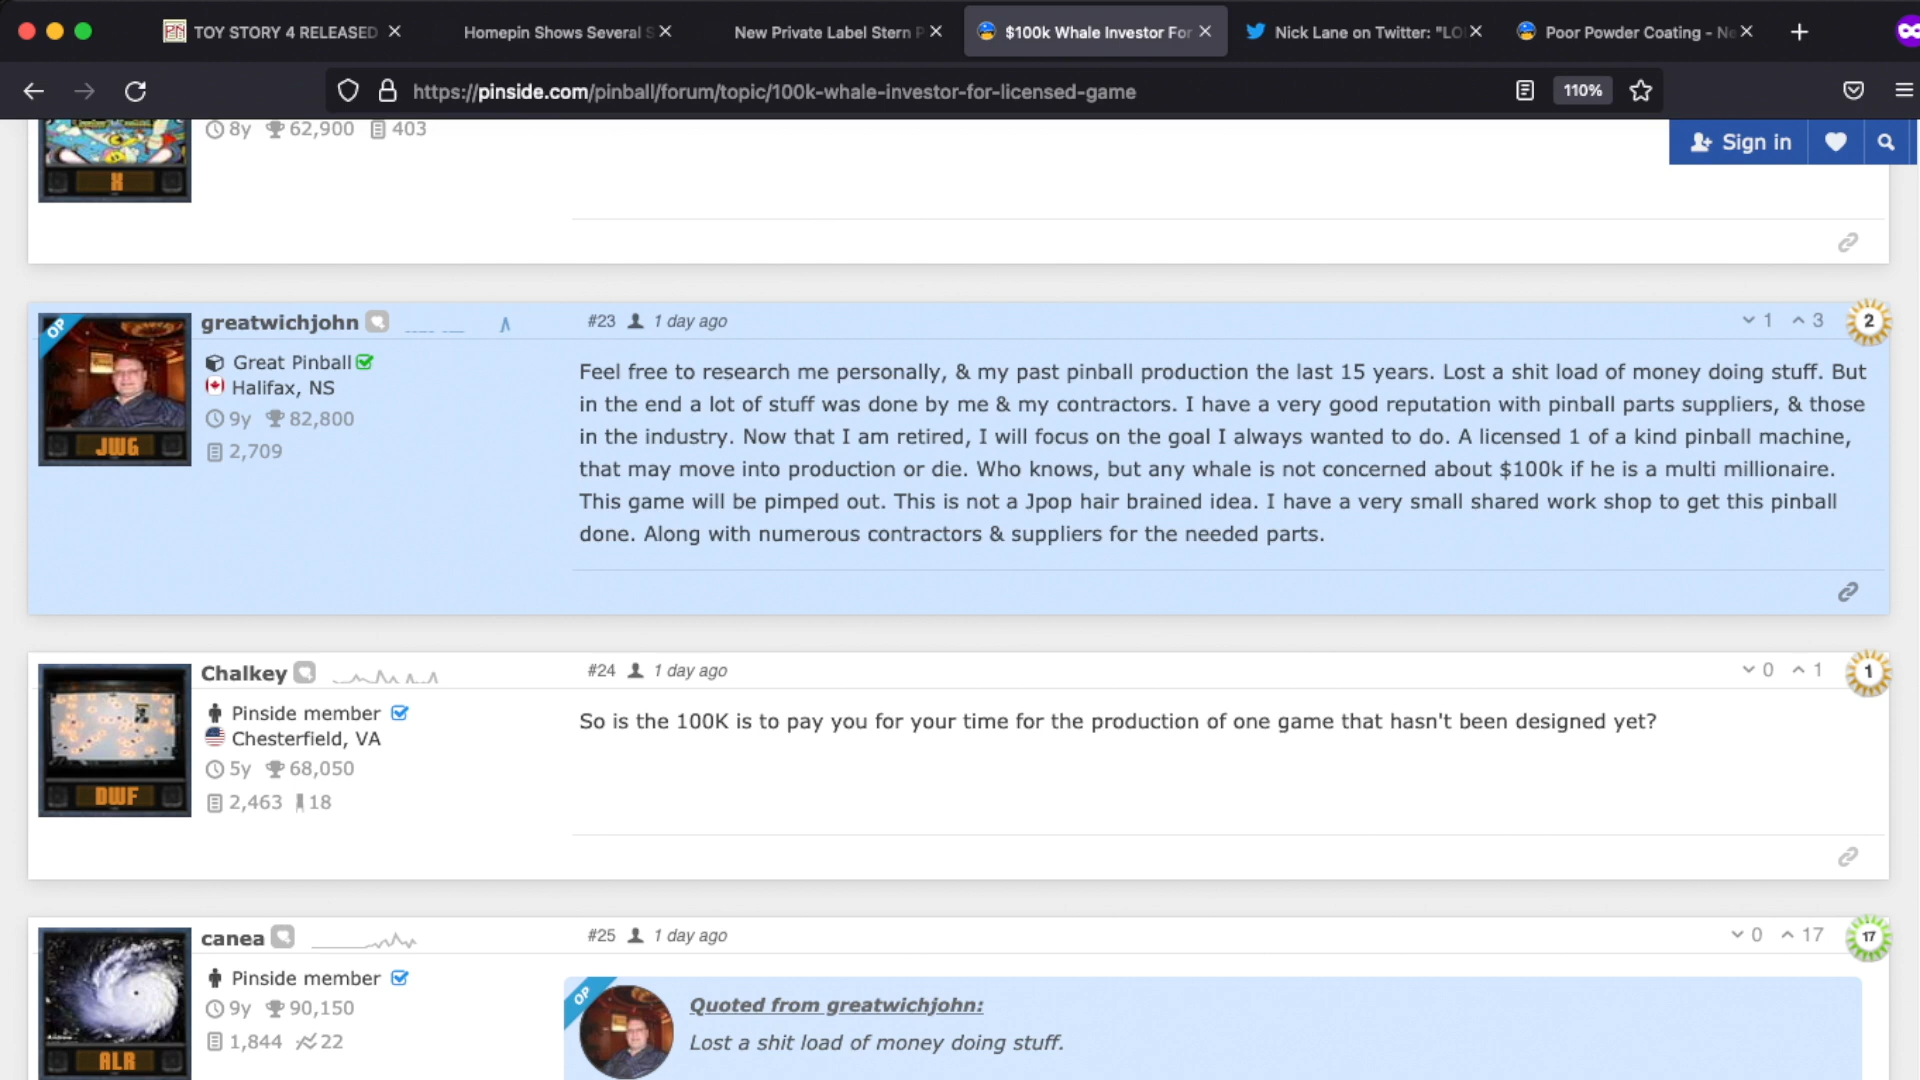 TOY STORY 4 RELEASED
Homepin Shows Several S
New Private Label Stern P
$100k Whale Investor For
Nick Lane on Twitter: "LO
Poor Powder Coating - Ne
https://pinside.com/pinball/forum/topic/100k-whale-investor-for-licensed-game
110%
8y 62,900 403
Sign in
X
greatwichjohn
#23 1 day ago
1 3
2
OP
Great Pinball
Halifax, NS
9y 82,800
2,709
JWG
Feel free to research me personally, & my past pinball production the last 15 years. Lost a shit load of money doing stuff. But
in the end a lot of stuff was done by me & my contractors. I have a very good reputation with pinball parts suppliers, & those
in the industry. Now that I am retired, I will focus on the goal I always wanted to do. A licensed 1 of a kind pinball machine,
that may move into production or die. Who knows, but any whale is not concerned about $100k if he is a multi millionaire.
This game will be pimped out. This is not a Jpop hair brained idea. I have a very small shared work shop to get this pinball
done. Along with numerous contractors & suppliers for the needed parts.
Chalkey
#24 1 day ago
0 1
1
Pinside member
Chesterfield, VA
5y 68,050
2,463 18
DWF
So is the 100K is to pay you for your time for the production of one game that hasn't been designed yet?
canea
#25 1 day ago
0 17
17
Pinside member
9y 90,150
1,844 22
ALR
OP
Quoted from greatwichjohn:
Lost a shit load of money doing stuff.